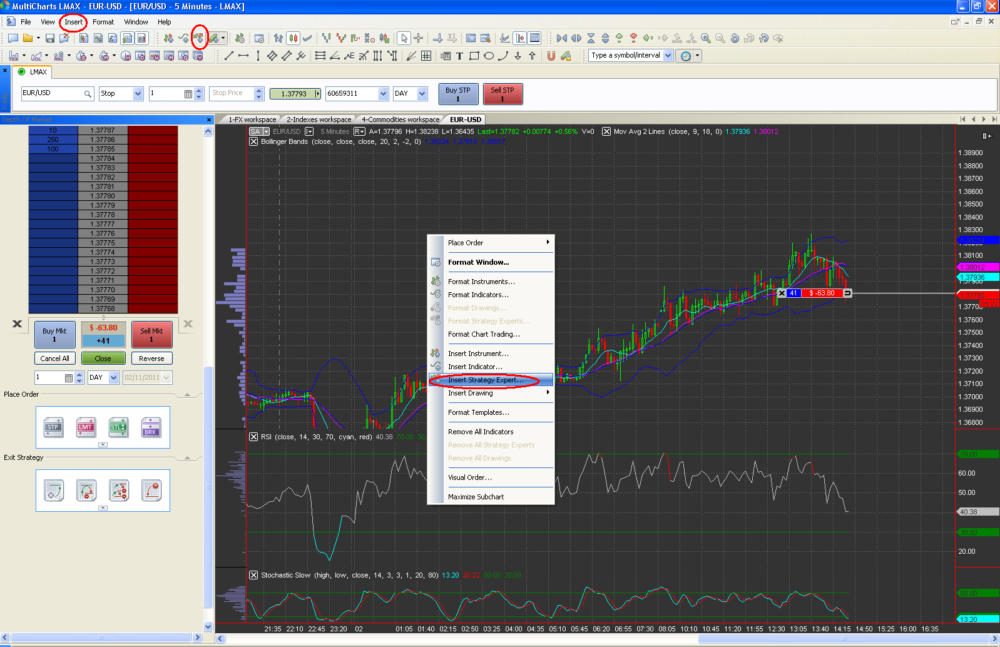 MultiCharts LMAX - EUR-USD - [EUR/USD - 5 Minutes - LMAX]
File View Insert Format Window Help
Type a symbol/interval
LMAX
EUR/USD Stop 1 Stop Price 1.37793 60659311 DAY Buy STP 1 Sell STP 1
Trade
Depth Of Market
1-FX workspace 2-Indexes workspace 4-Commodities workspace EUR-USD
SA EUR/USD 5 Minutes R A=1.37796 H=1.38238 L=1.36435 Last=1.37782 +0.00774 +0.56% V=0 Mov Avg 2 Lines (close, 9, 18, 0) 1.37936 1.38012
Bollinger Bands (close, close, close, 20, 2, -2, 0) 1.38224 1.37810 1.38017
10 1.37787
250 1.37786
100 1.37785
1.37784
1.37783
1.37782
1.37781
1.37780
1.37779
1.37778
1.37777
1.37776
1.37775
1.37774
1.37773
1.37772
1.37771
1.37770
1.37769
1.37768
Buy Mkt 1 $ -63.80 +41 Sell Mkt 1
Cancel All Close Reverse
1 DAY 02/11/2011
Place Order
STP LMT STL BRK
Exit Strategy
Place Order
Format Window...
Format Instruments...
Format Indicators...
Format Drawings...
Format Strategy Experts...
Format Chart Trading...
Insert Instrument...
Insert Indicator...
Insert Strategy Expert...
Insert Drawing
Format Templates...
Remove All Indicators
Remove All Strategy Experts
Remove All Drawings
Visual Order...
Maximize Subchart
41 $ -63.80
1.38900
1.38800
1.38700
1.38600
1.38500
1.38400
1.38300
1.38100
1.38012
1.37936
1.37792
03:22
1.37700
1.37600
1.37500
1.37400
1.37300
1.37200
1.37100
1.37000
1.36900
1.36800
RSI (close, 14, 30, 70, cyan, red) 40.38 70.00 30.
70.00
60.00
50.00
40.38
30.00
20.00
Stochastic Slow (high, low, close, 14, 3, 3, 1, 20, 80) 13.20 20.22 80.00 20.00
80.00
13.20
21:35 22:10 22:45 23:20 02 01:05 01:40 02:15 02:50 03:25 04:00 04:35 05:10 05:45 06:20 06:55 07:30 08:05 10:10 10:45 11:20 11:55 12:30 13:05 13:40 14:15 14:50 15:25 16:00 16:35